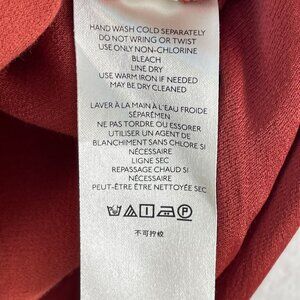 HAND WASH COLD SEPARATELY
DO NOT WRING OR TWIST
USE ONLY NON-CHLORINE
BLEACH
LINE DRY
USE WARM IRON IF NEEDED
MAY BE DRY CLEANED
LAVER À LA MAIN À L'EAU FROIDE
SÉPARÉMEN
NE PAS TORDRE OU ESSORER
UTILISER UN AGENT DE
BLANCHIMENT SANS CHLORE SI
NÉCESSAIRE
LIGNE SEC
REPASSAGE CHAUD SI
NÉCESSAIRE
PEUT-ÊTRE ÊTRE NETTOYÉE SEC
P
不可拧绞